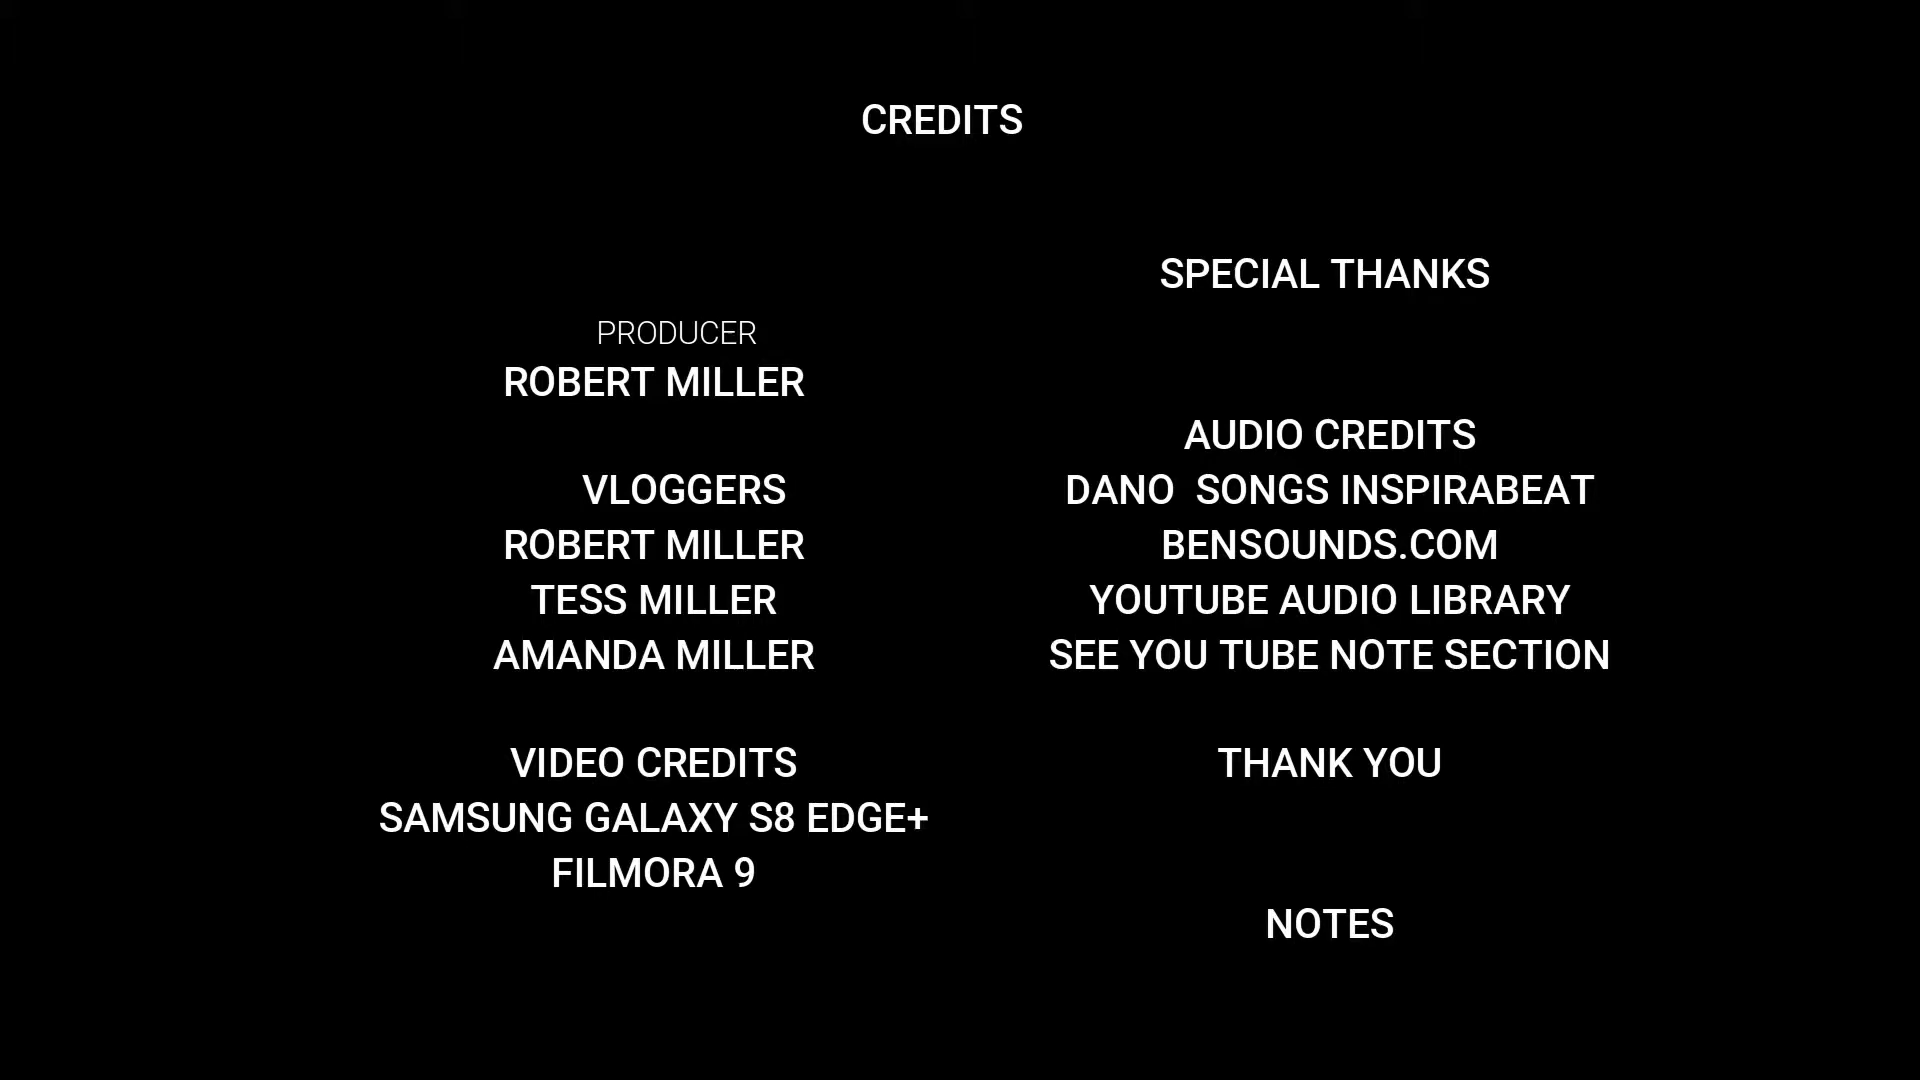 CREDITS
PRODUCER
ROBERT MILLER
VLOGGERS
ROBERT MILLER
TESS MILLER
AMANDA MILLER
VIDEO CREDITS
SAMSUNG GALAXY S8 EDGE+
FILMORA 9
SPECIAL THANKS
AUDIO CREDITS
DANO  SONGS INSPIRABEAT
BENSOUNDS.COM
YOUTUBE AUDIO LIBRARY
SEE YOU TUBE NOTE SECTION
THANK YOU
NOTES